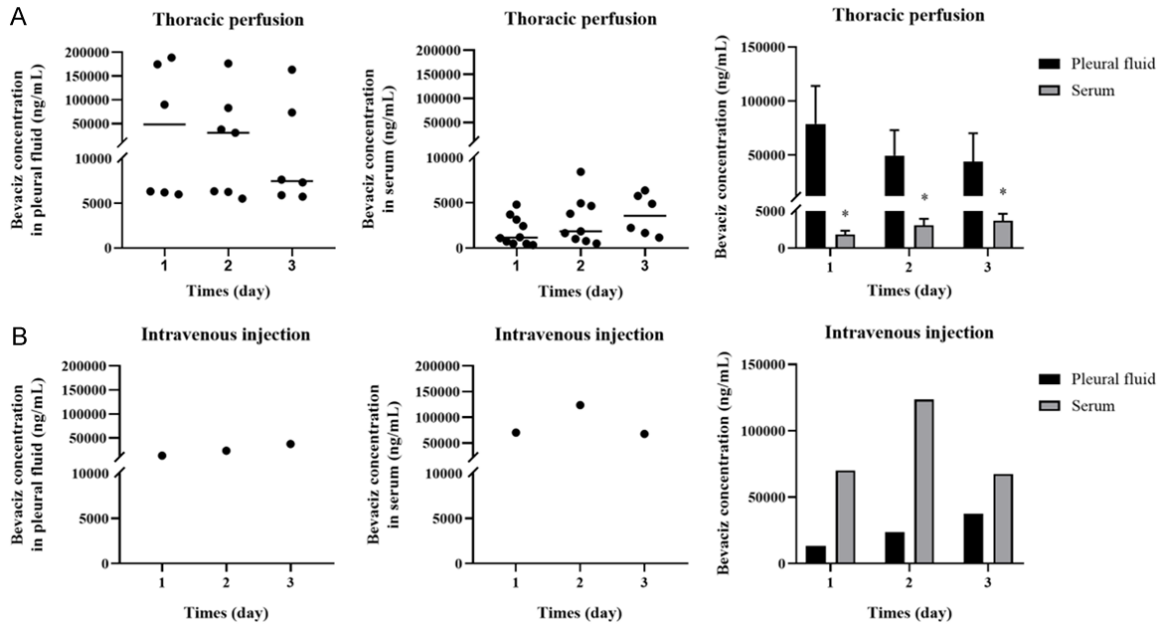 A
Thoracic perfusion
Bevaciz concentration
in pleural fluid (ng/mL)
200000
150000
100000
50000
10000
5000
0
1 2 3
Times (day)
Thoracic perfusion
Bevaciz concentration
in serum (ng/mL)
200000
150000
100000
50000
10000
5000
0
1 2 3
Times (day)
Thoracic perfusion
Bevaciz concentration (ng/mL)
150000
100000
50000
5000
0
* * *
1 2 3
Times (day)
Pleural fluid
Serum
B
Intravenous injection
Bevaciz concentration
in pleural fluid (ng/mL)
200000
150000
100000
50000
10000
5000
0
1 2 3
Times (day)
Intravenous injection
Bevaciz concentration
in serum (ng/mL)
200000
150000
100000
50000
10000
5000
0
1 2 3
Times (day)
Intravenous injection
Bevaciz concentration (ng/mL)
150000
100000
50000
0
1 2 3
Times (day)
Pleural fluid
Serum